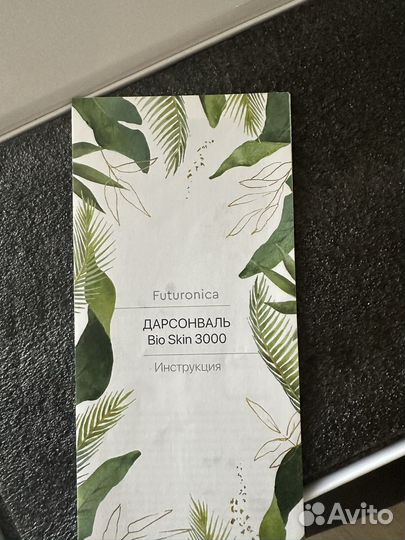 Futuronica
ДАРСОНВАЛЬ
Bio Skin 3000
Инструкция
Avito